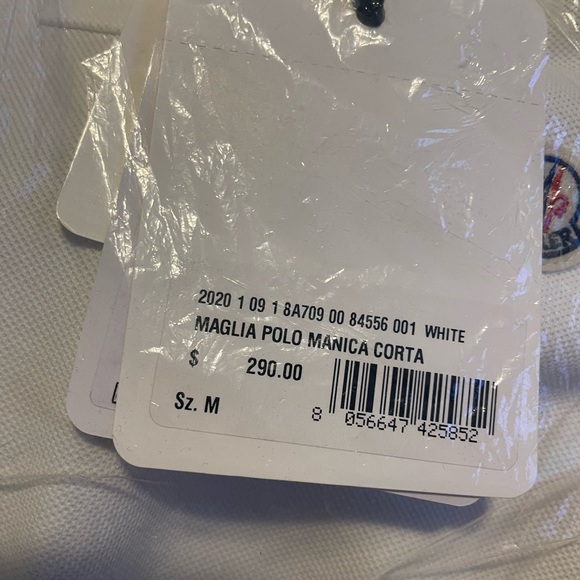 2020 1 09 1 8A709 00 84556 001 WHITE
MAGLIA POLO MANICA CORTA
$ 290.00
Sz. M
8 056647 425852